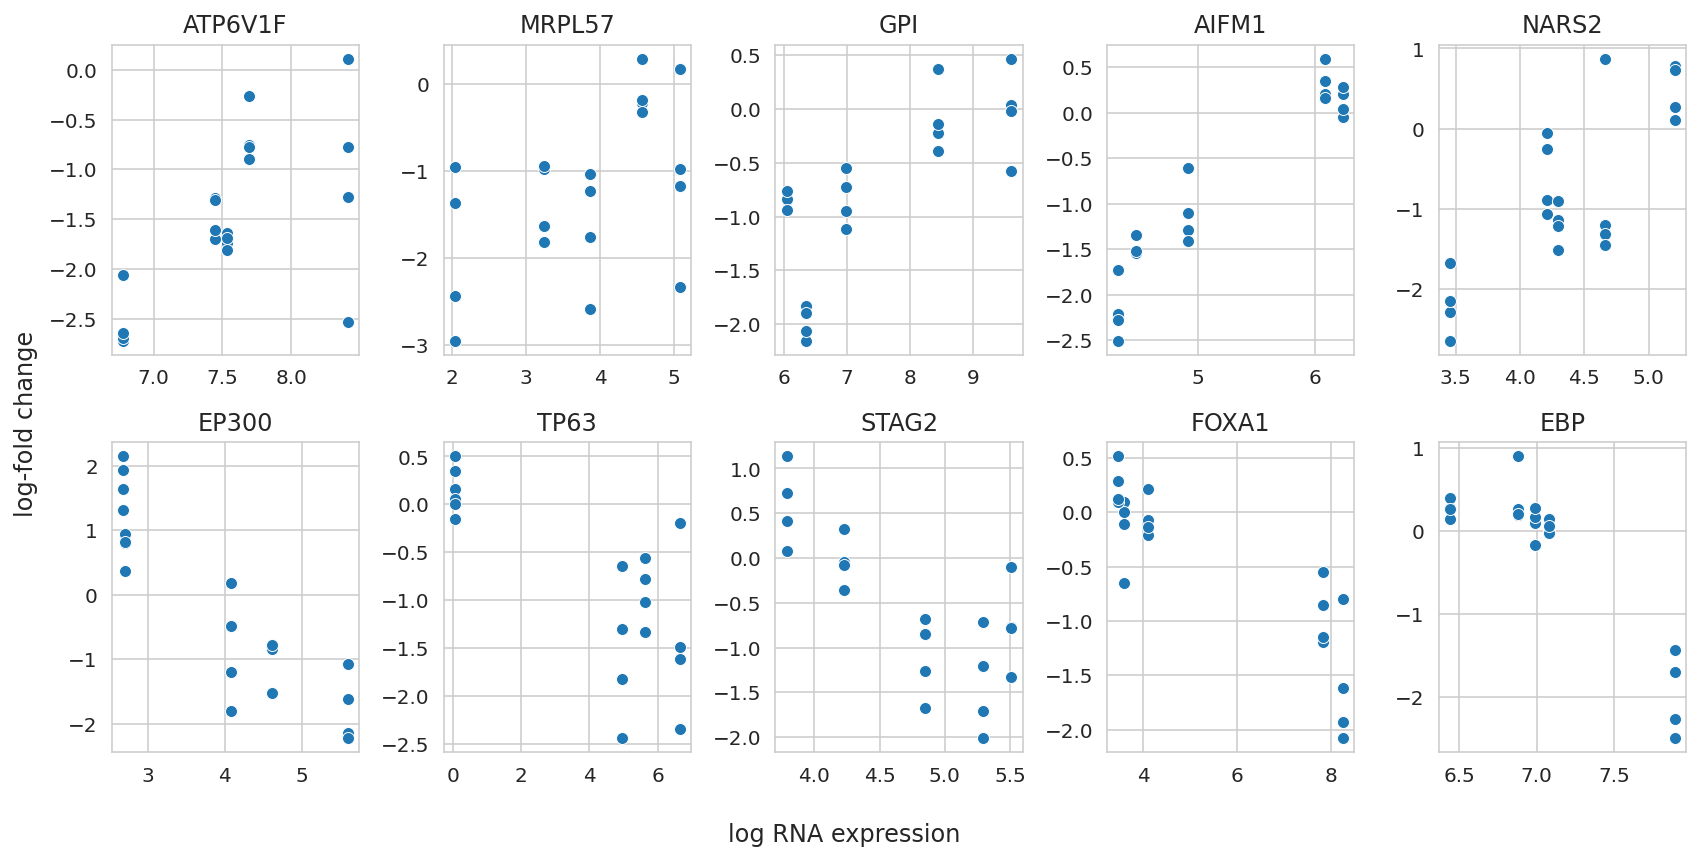 ATP6V1F MRPL57 GPI AIFM1 NARS2
0.0 −0.5 −1.0 −1.5 −2.0 −2.5
0 −1 −2 −3
0.5 0.0 −0.5 −1.0 −1.5 −2.0
0.5 0.0 −0.5 −1.0 −1.5 −2.0 −2.5
1 0 −1 −2
7.0 7.5 8.0 2 3 4 5 6 7 8 9 5 6 3.5 4.0 4.5 5.0
log-fold change
EP300 TP63 STAG2 FOXA1 EBP
2 1 0 −1 −2
0.5 0.0 −0.5 −1.0 −1.5 −2.0 −2.5
1.0 0.5 0.0 −0.5 −1.0 −1.5 −2.0
0.5 0.0 −0.5 −1.0 −1.5 −2.0
1 0 −1 −2
3 4 5 0 2 4 6 4.0 4.5 5.0 5.5 4 6 8 6.5 7.0 7.5
log RNA expression